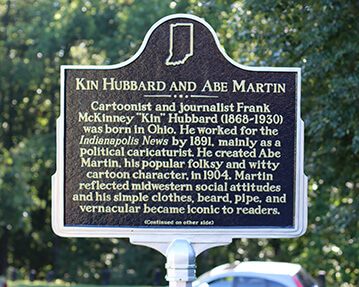 KIN HUBBARD AND ABE MARTIN
Cartoonist and journalist Frank
McKinney "Kin" Hubbard (1868-1930)
was born in Ohio. He worked for the
Indianapolis News by 1891, mainly as a
political caricaturist. He created Abe
Martin, his popular folksy and witty
cartoon character, in 1904. Martin
reflected midwestern social attitudes
and his simple clothes, beard, pipe, and
vernacular became iconic to readers.
(Continued on other side)